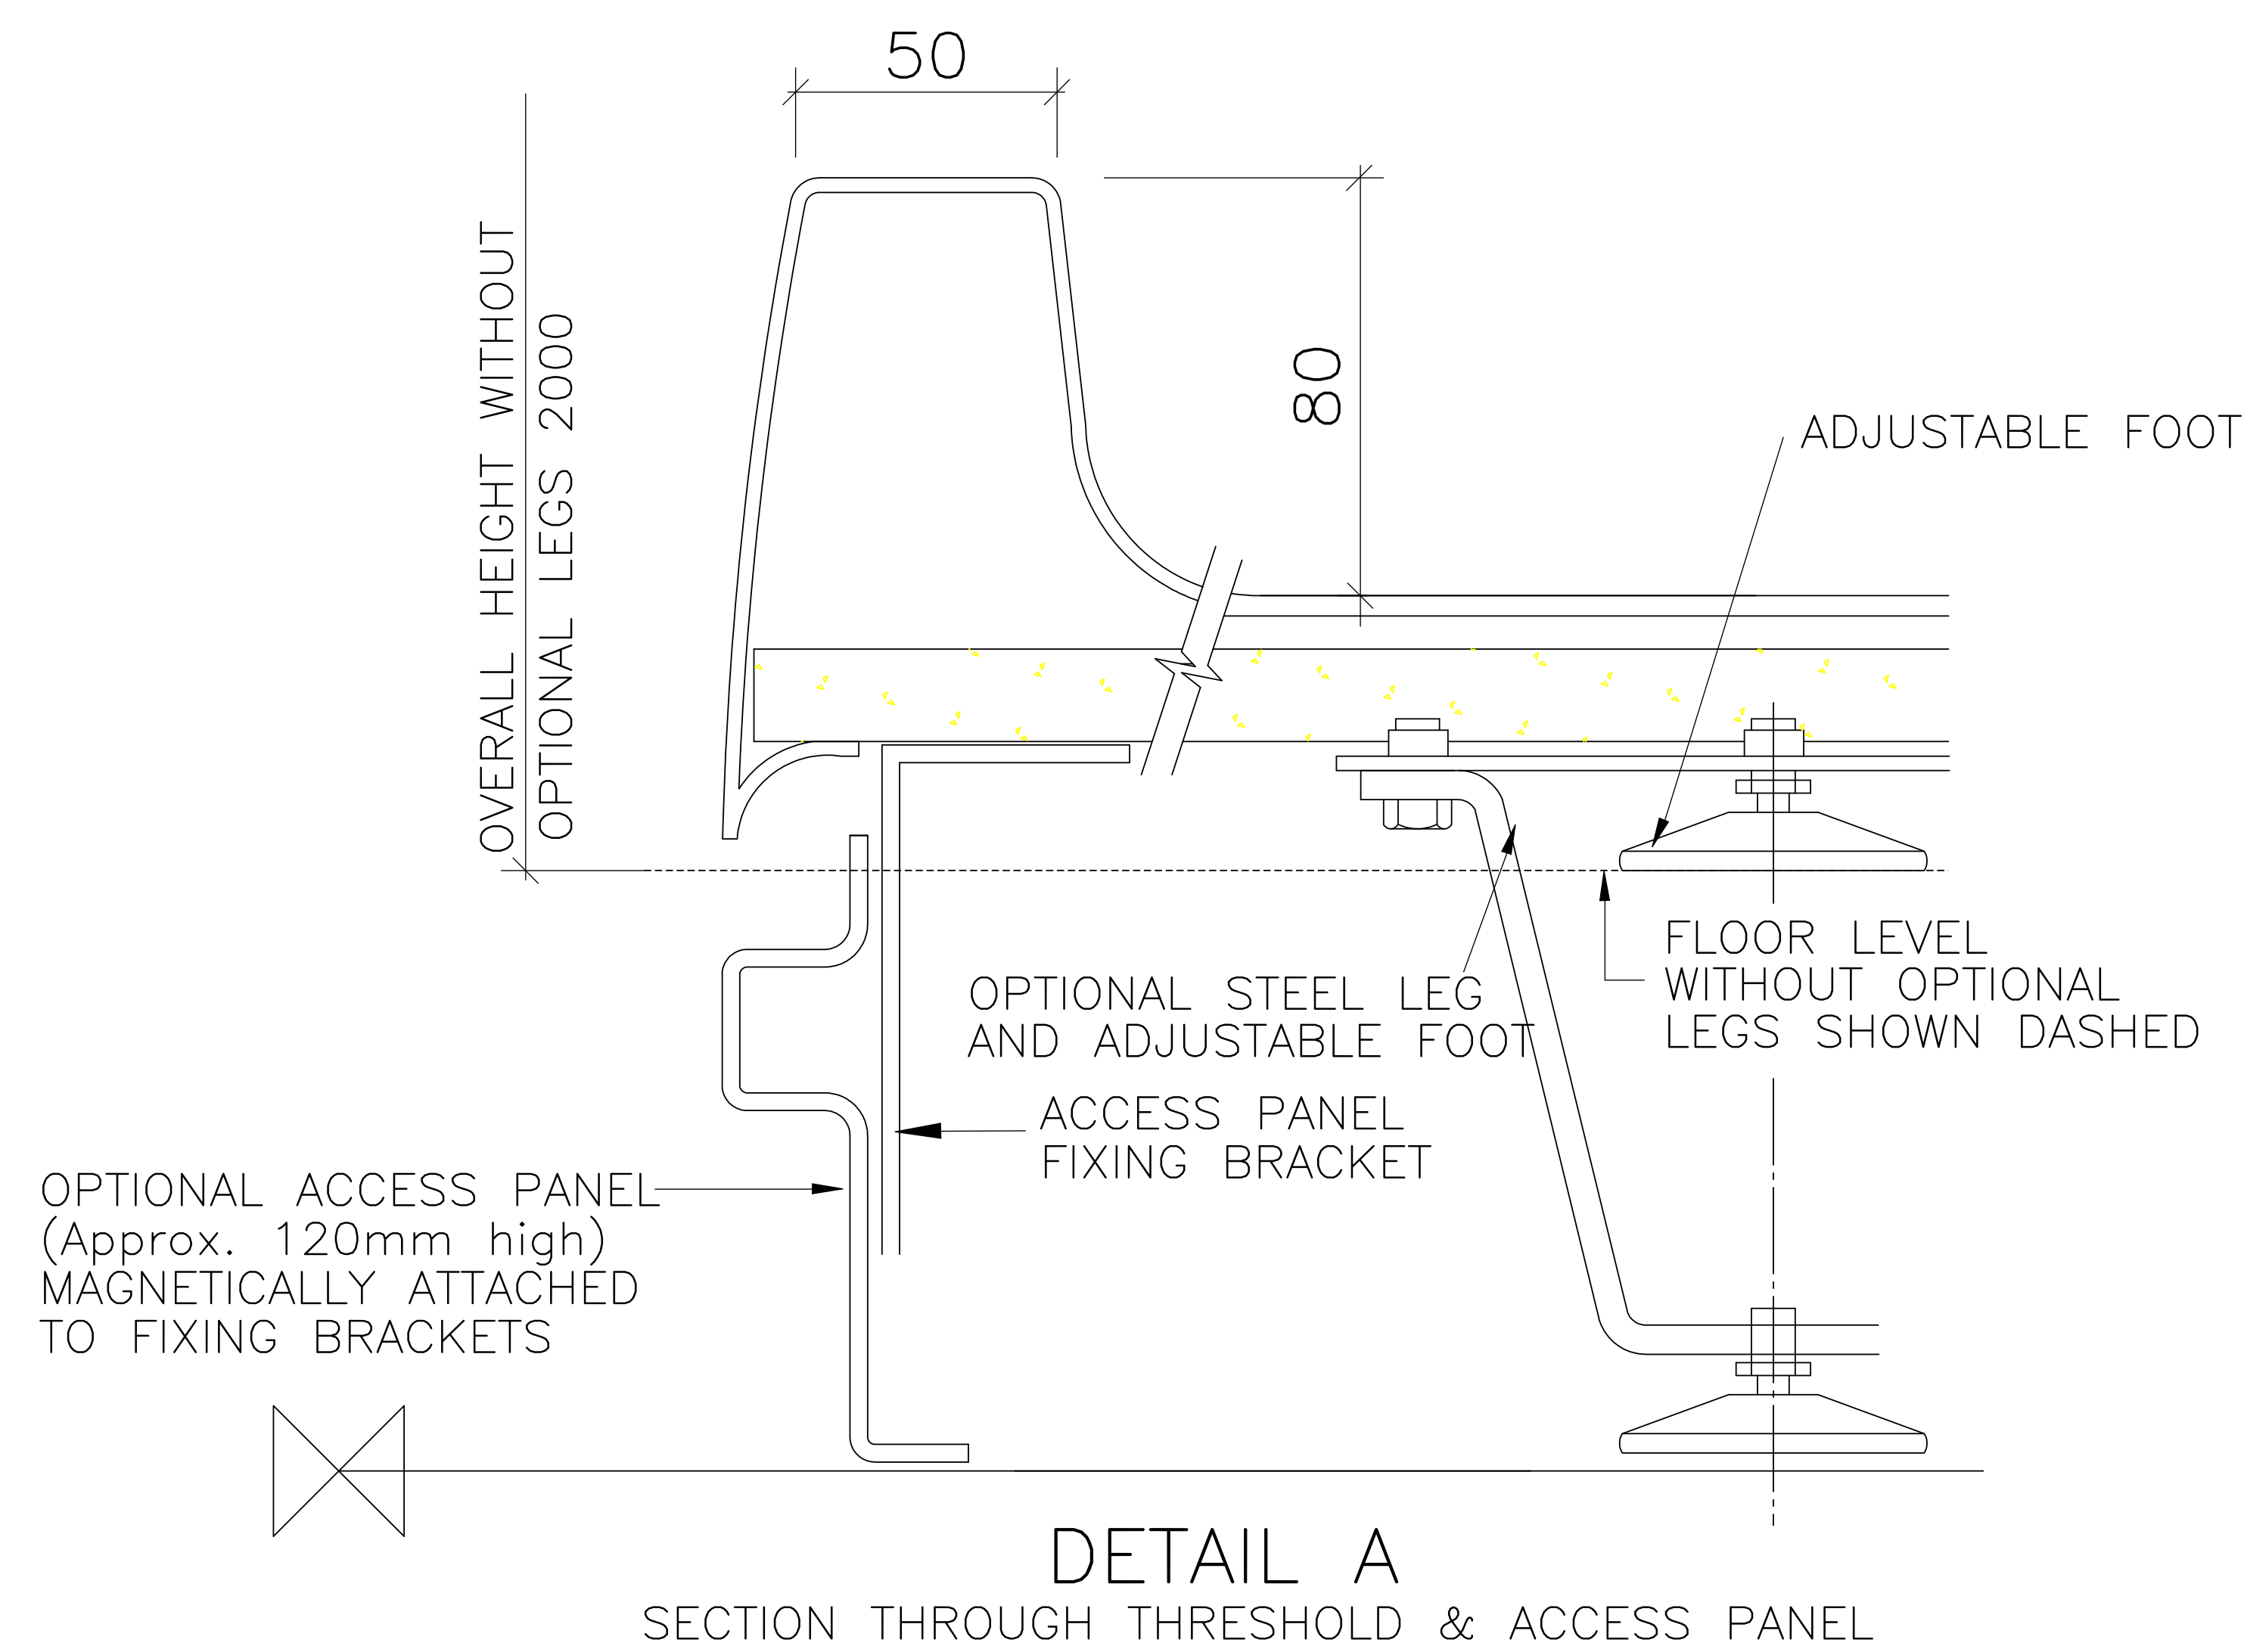 50
OVERALL HEIGHT WITHOUT
OPTIONAL LEGS 2000
80
ADJUSTABLE FOOT
FLOOR LEVEL
WITHOUT OPTIONAL
LEGS SHOWN DASHED
OPTIONAL STEEL LEG
AND ADJUSTABLE FOOT
ACCESS PANEL
FIXING BRACKET
OPTIONAL ACCESS PANEL
(Approx. 120mm high)
MAGNETICALLY ATTACHED
TO FIXING BRACKETS
DETAIL A
SECTION THROUGH THRESHOLD & ACCESS PANEL